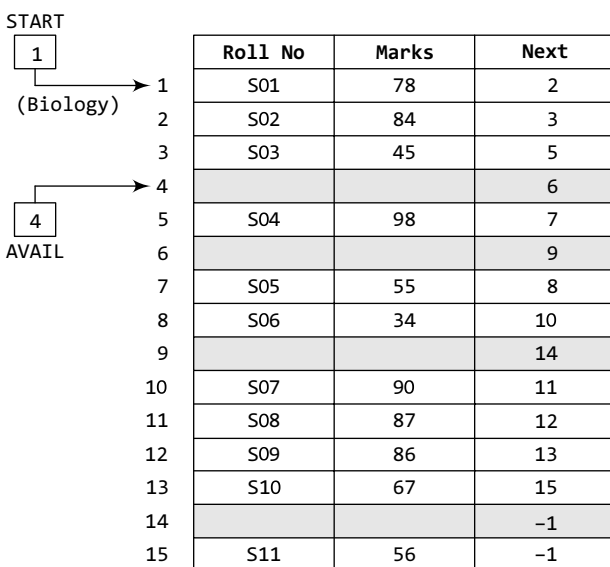 START
1
Roll No Marks Next
1 S01 78 2
(Biology)
2 S02 84 3
3 S03 45 5
4 6
4
5 S04 98 7
AVAIL
6 9
7 S05 55 8
8 S06 34 10
9 14
10 S07 90 11
11 S08 87 12
12 S09 86 13
13 S10 67 15
14 –1
15 S11 56 –1